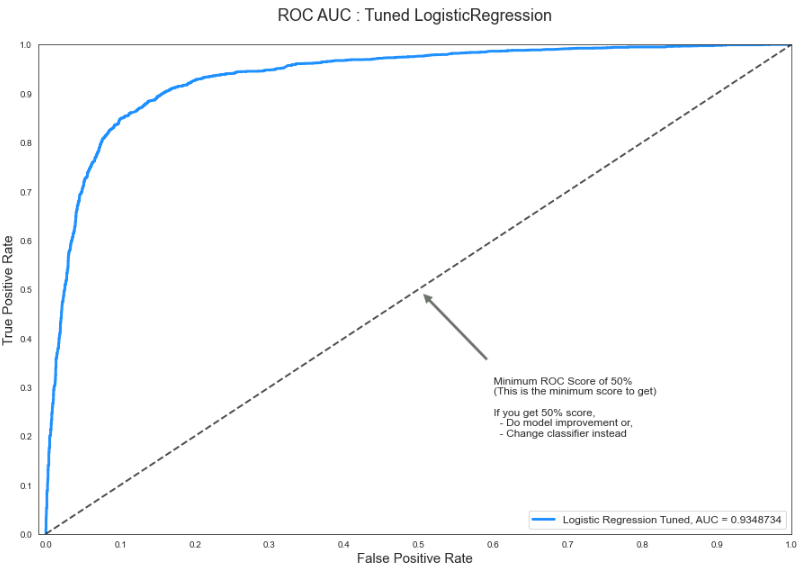 ROC AUC : Tuned LogisticRegression
1.0
0.9
0.8
0.7
0.6
0.5
0.4
0.3
0.2
0.1
0.0
True Positive Rate
Minimum ROC Score of 50%
(This is the minimum score to get)
If you get 50% score,
- Do model improvement or,
- Change classifier instead
Logistic Regression Tuned, AUC = 0.9348734
0.0 0.1 0.2 0.3 0.4 0.5 0.6 0.7 0.8 0.9 1.0
False Positive Rate